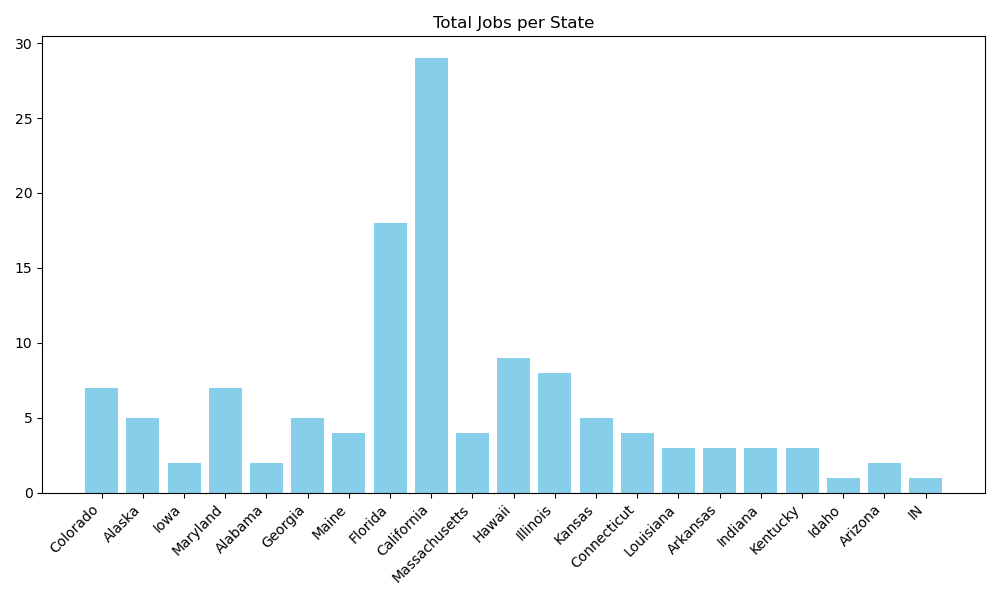 Total Jobs per State
30
25
20
15
10
5
0
Colorado
Alaska
Iowa
Maryland
Alabama
Georgia
Maine
Florida
California
Massachusetts
Hawaii
Illinois
Kansas
Connecticut
Louisiana
Arkansas
Indiana
Kentucky
Idaho
Arizona
IN